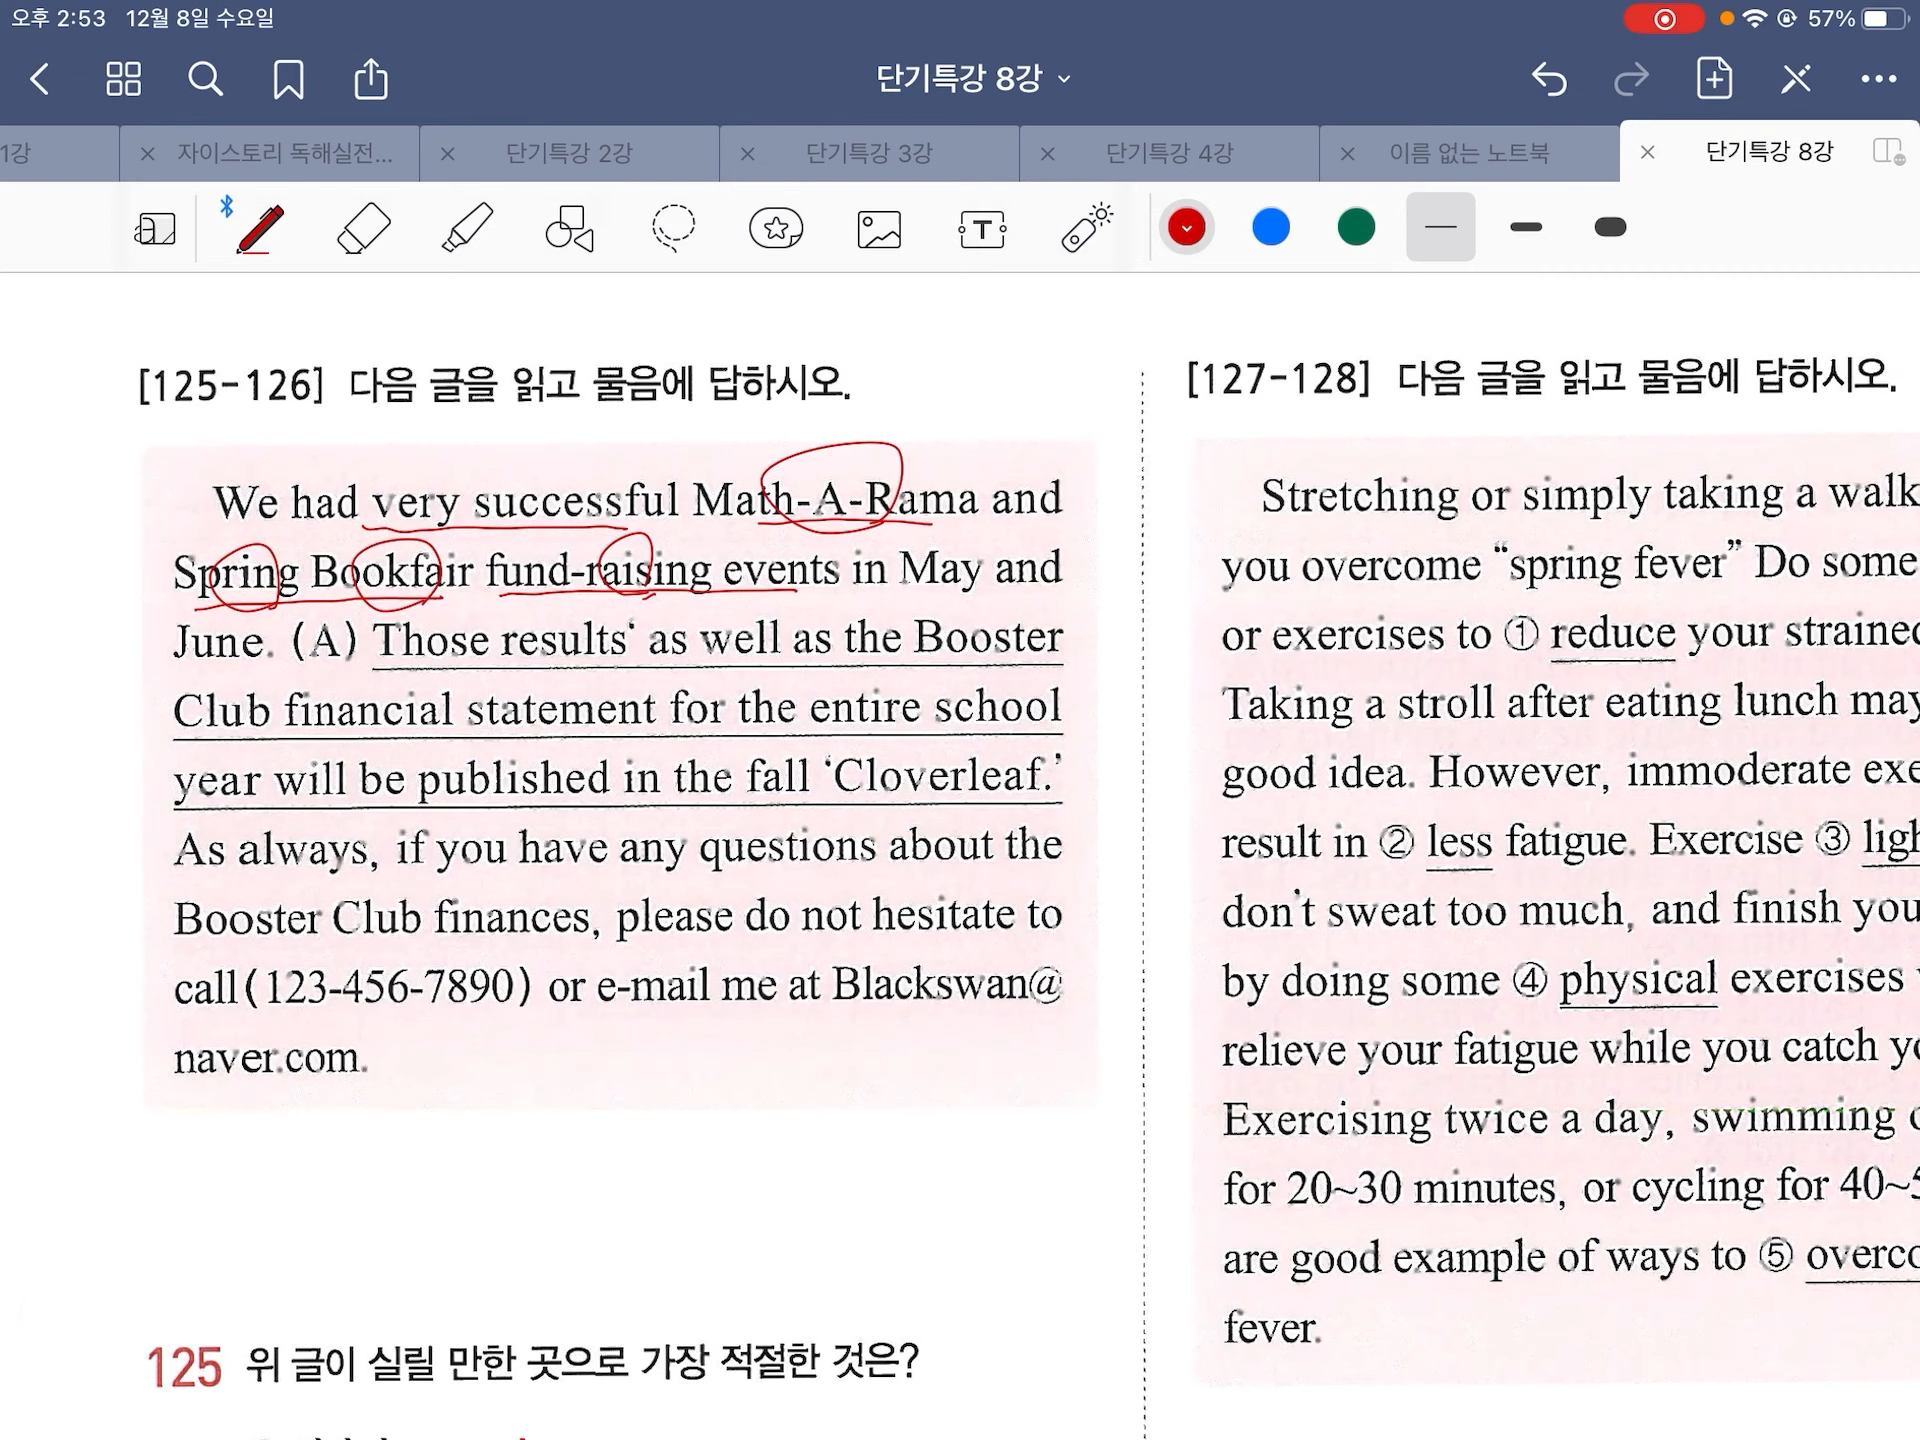 오후 2:53 12월 8일 수요일
57%
단기특강 8강
1강
자이스토리 독해실전...
단기특강 2강
단기특강 3강
단기특강 4강
이름 없는 노트북
단기특강 8강
[125-126] 다음 글을 읽고 물음에 답하시오.
We had very successful Math-A-Rama and
Spring Bookfair fund-raising events in May and
June. (A) Those results‘ as well as the Booster
Club financial statement for the entire school
year will be published in the fall ‘Cloverleaf.’
As always, if you have any questions about the
Booster Club finances, please do not hesitate to
call(123-456-7890) or e-mail me at Blackswan@
naver.com.
125 위 글이 실릴 만한 곳으로 가장 적절한 것은?
[127-128] 다음 글을 읽고 물음에 답하시오.
Stretching or simply taking a walk
you overcome “spring fever” Do some
or exercises to ① reduce your strained
Taking a stroll after eating lunch may
good idea. However, immoderate exe
result in ② less fatigue. Exercise ③ ligh
don't sweat too much, and finish you
by doing some ④ physical exercises
relieve your fatigue while you catch yo
Exercising twice a day, swimming
for 20~30 minutes, or cycling for 40~5
are good example of ways to ⑤ overco
fever.